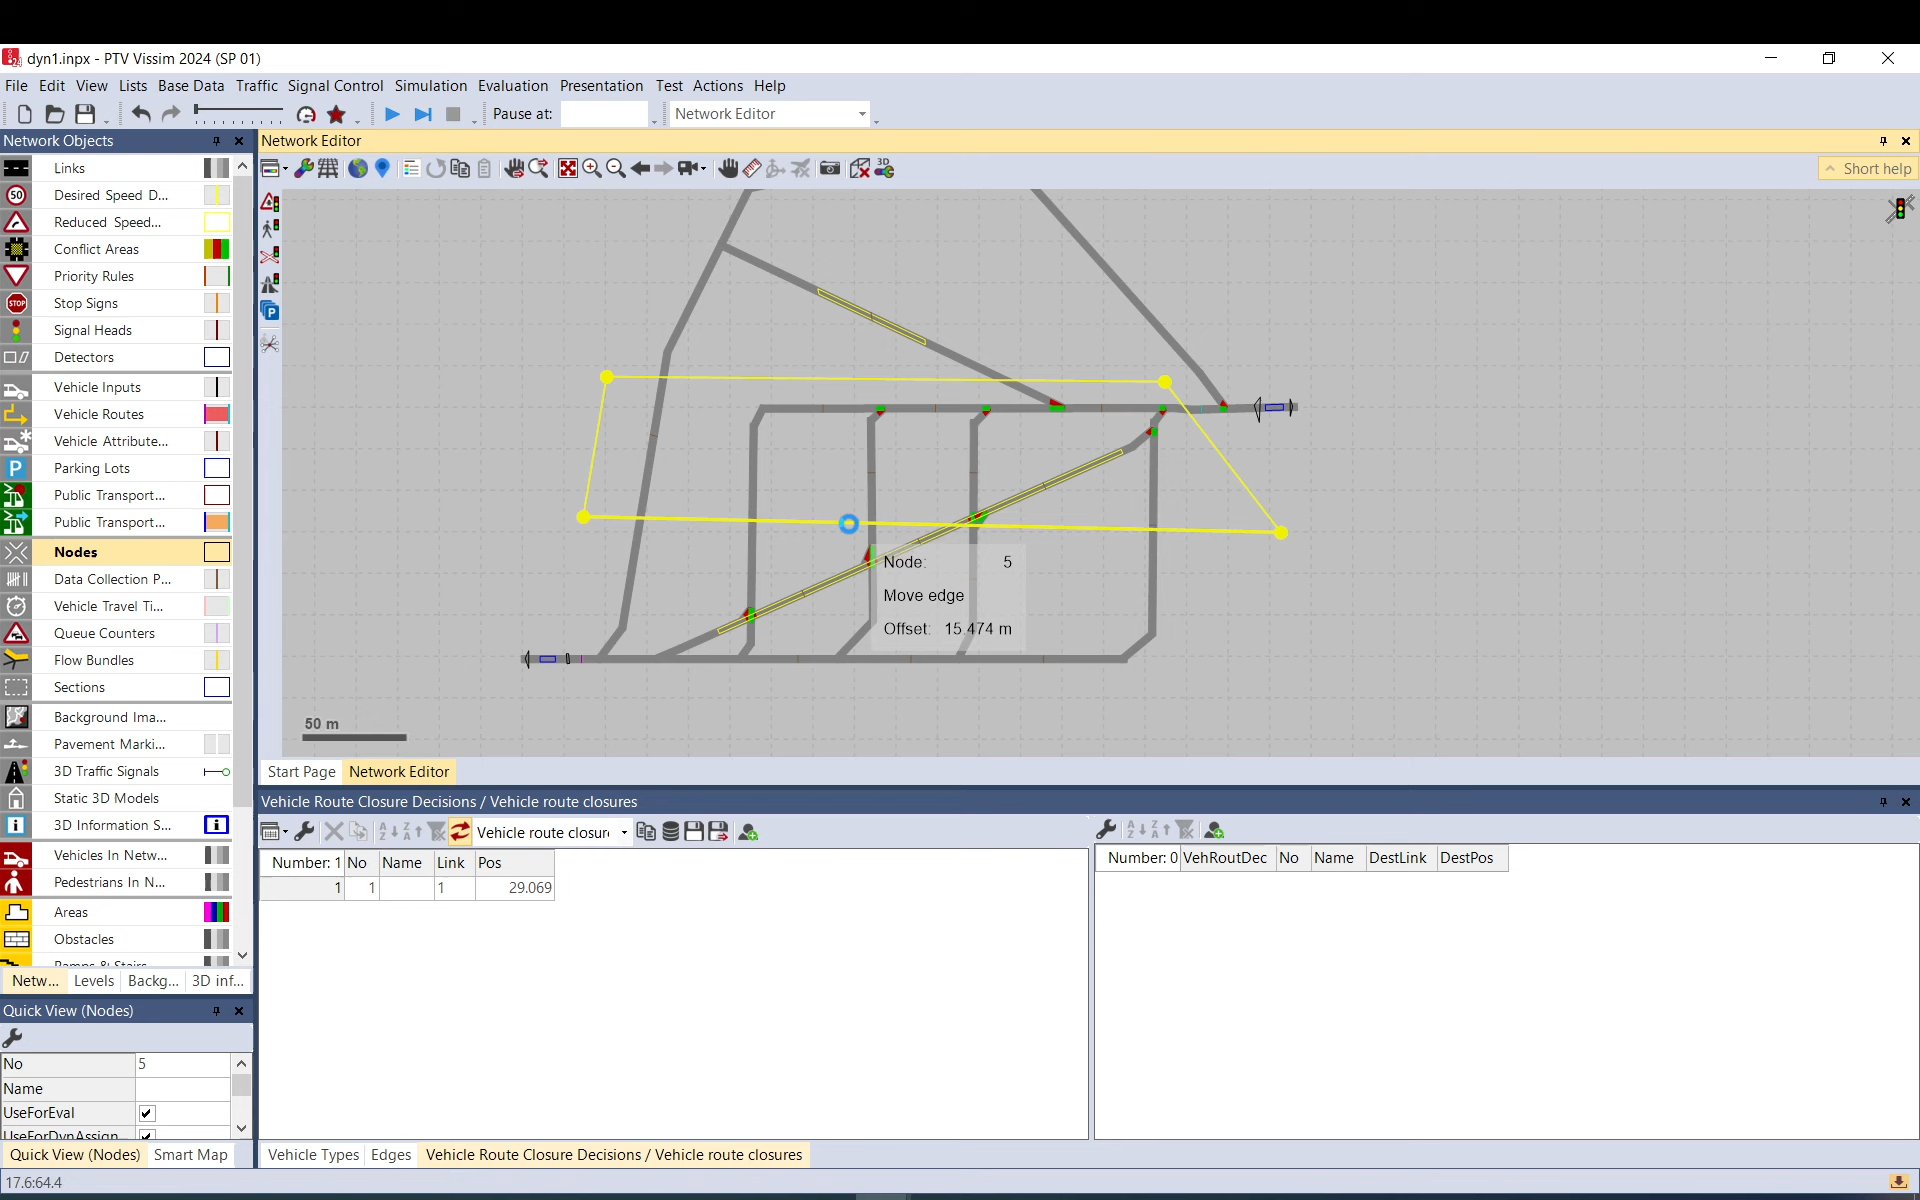 dyn1.inpx - PTV Vissim 2024 (SP 01)
File Edit View Lists Base Data Traffic Signal Control Simulation Evaluation Presentation Test Actions Help
Pause at: Network Editor
Network Objects
Network Editor
Short help
Links
50 Desired Speed D...
Reduced Speed...
Conflict Areas
Priority Rules
STOP Stop Signs
Signal Heads
Detectors
Vehicle Inputs
Vehicle Routes
Vehicle Attribute...
P Parking Lots
Public Transport...
Public Transport...
Nodes
Data Collection P...
Vehicle Travel Ti...
Queue Counters
Flow Bundles
Sections
Background Ima...
Pavement Marki...
3D Traffic Signals
Static 3D Models
3D Information S...
Vehicles In Netw...
Pedestrians In N...
Areas
Obstacles
Ramps & Stairs
Netw... Levels Backg... 3D inf...
3D
P
Node: 5
Move edge
Offset: 15.474 m
50 m
Start Page Network Editor
Quick View (Nodes)
No 5
Name
UseForEval
UseForDynAssign...
Quick View (Nodes) Smart Map
Vehicle Route Closure Decisions / Vehicle route closures
Vehicle route closur
Number: 1 No Name Link Pos
1 1 1 29.069
Number: 0 VehRoutDec No Name DestLink DestPos
Vehicle Types Edges Vehicle Route Closure Decisions / Vehicle route closures
17.6:64.4